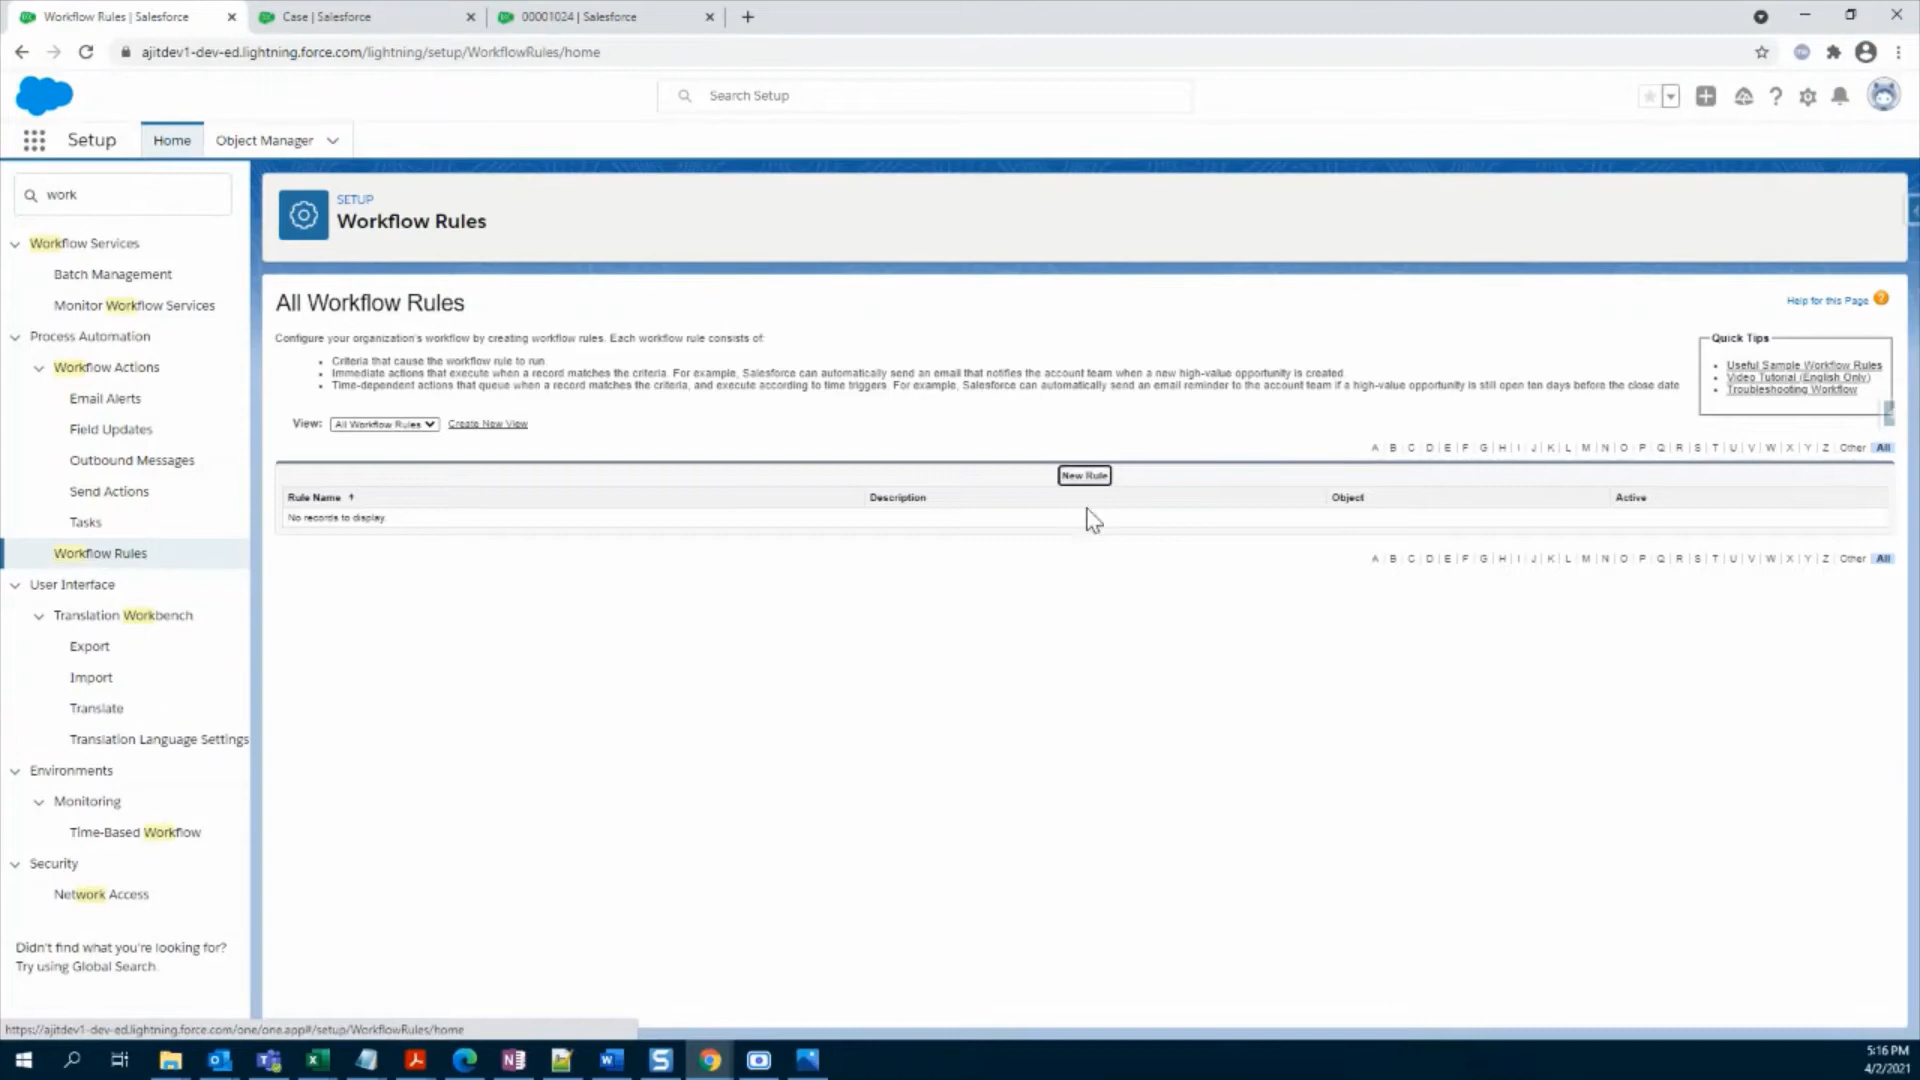 Workflow Rules | Salesforce
Case | Salesforce
00001024 | Salesforce
ajitdev1-dev-ed.lightning.force.com/lightning/setup/WorkflowRules/home
Search Setup
Setup
Home
Object Manager
work
Workflow Services
Batch Management
Monitor Workflow Services
Process Automation
Workflow Actions
Email Alerts
Field Updates
Outbound Messages
Send Actions
Tasks
Workflow Rules
User Interface
Translation Workbench
Export
Import
Translate
Translation Language Settings
Environments
Monitoring
Time-Based Workflow
Security
Network Access
Didn't find what you're looking for?
Try using Global Search.
SETUP
Workflow Rules
All Workflow Rules
Help for this Page
Configure your organization's workflow by creating workflow rules. Each workflow rule consists of:
Criteria that cause the workflow rule to run.
Immediate actions that execute when a record matches the criteria. For example, Salesforce can automatically send an email that notifies the account team when a new high-value opportunity is created.
Time-dependent actions that queue when a record matches the criteria, and execute according to time triggers. For example, Salesforce can automatically send an email reminder to the account team if a high-value opportunity is still open ten days before the close date
Quick Tips
Useful Sample Workflow Rules
Video Tutorial (English Only)
Troubleshooting Workflow
View: All Workflow Rules Create New View
A | B | C | D | E | F | G | H | I | J | K | L | M | N | O | P | Q | R | S | T | U | V | W | X | Y | Z | Other All
New Rule
Rule Name ↑ Description Object Active
No records to display.
A | B | C | D | E | F | G | H | I | J | K | L | M | N | O | P | Q | R | S | T | U | V | W | X | Y | Z | Other All
https://ajitdev1-dev-ed.lightning.force.com/one/one.app#/setup/WorkflowRules/home
5:16 PM
4/2/2021